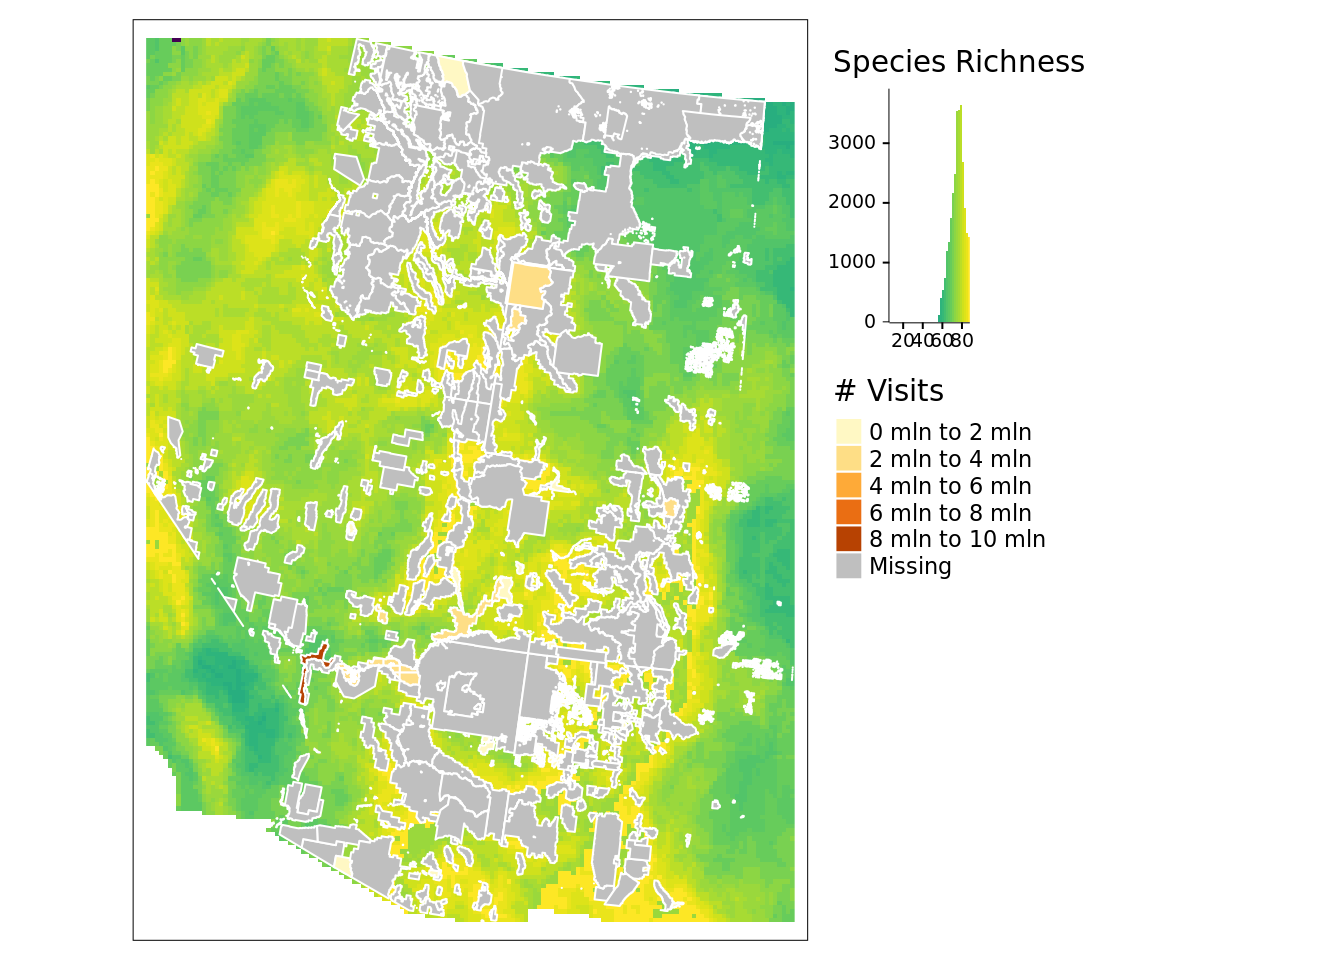 Species Richness
3000
2000
1000
0
20 40 60 80
# Visits
0 mln to 2 mln
2 mln to 4 mln
4 mln to 6 mln
6 mln to 8 mln
8 mln to 10 mln
Missing